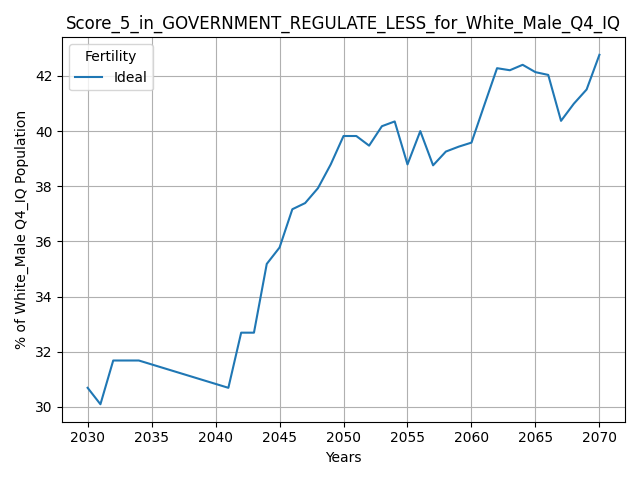 Score_5_in_GOVERNMENT_REGULATE_LESS_for_White_Male_Q4_IQ
Fertility
Ideal
% of White_Male Q4_IQ Population
42
40
38
36
34
32
30
2030 2035 2040 2045 2050 2055 2060 2065 2070
Years